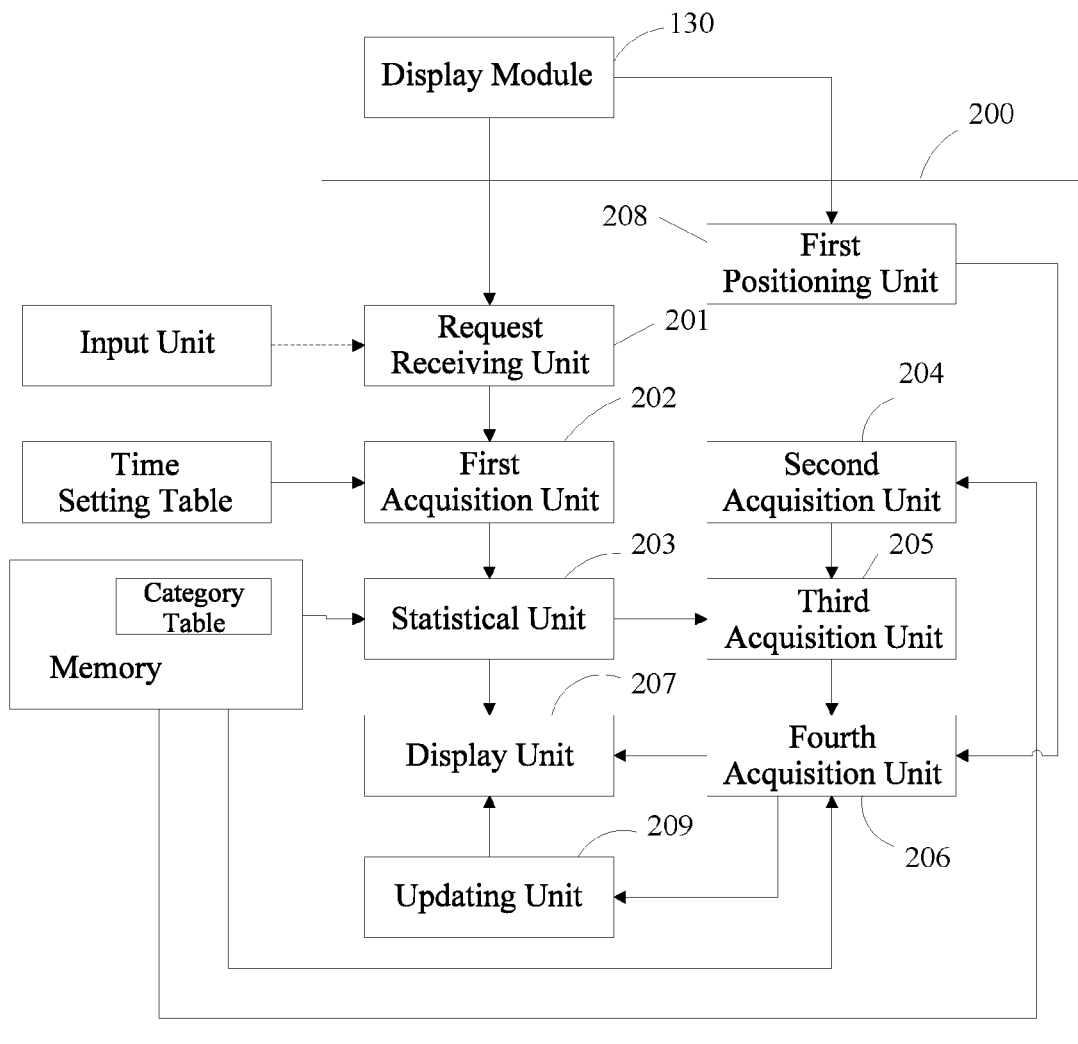 130
Display Module
200
208
First
Positioning Unit
201
Input Unit
Request
Receiving Unit
204
202
Time
Setting Table
First
Acquisition Unit
Second
Acquisition Unit
203
205
Category
Table
Memory
Statistical Unit
Third
Acquisition Unit
207
Display Unit
Fourth
Acquisition Unit
209
206
Updating Unit